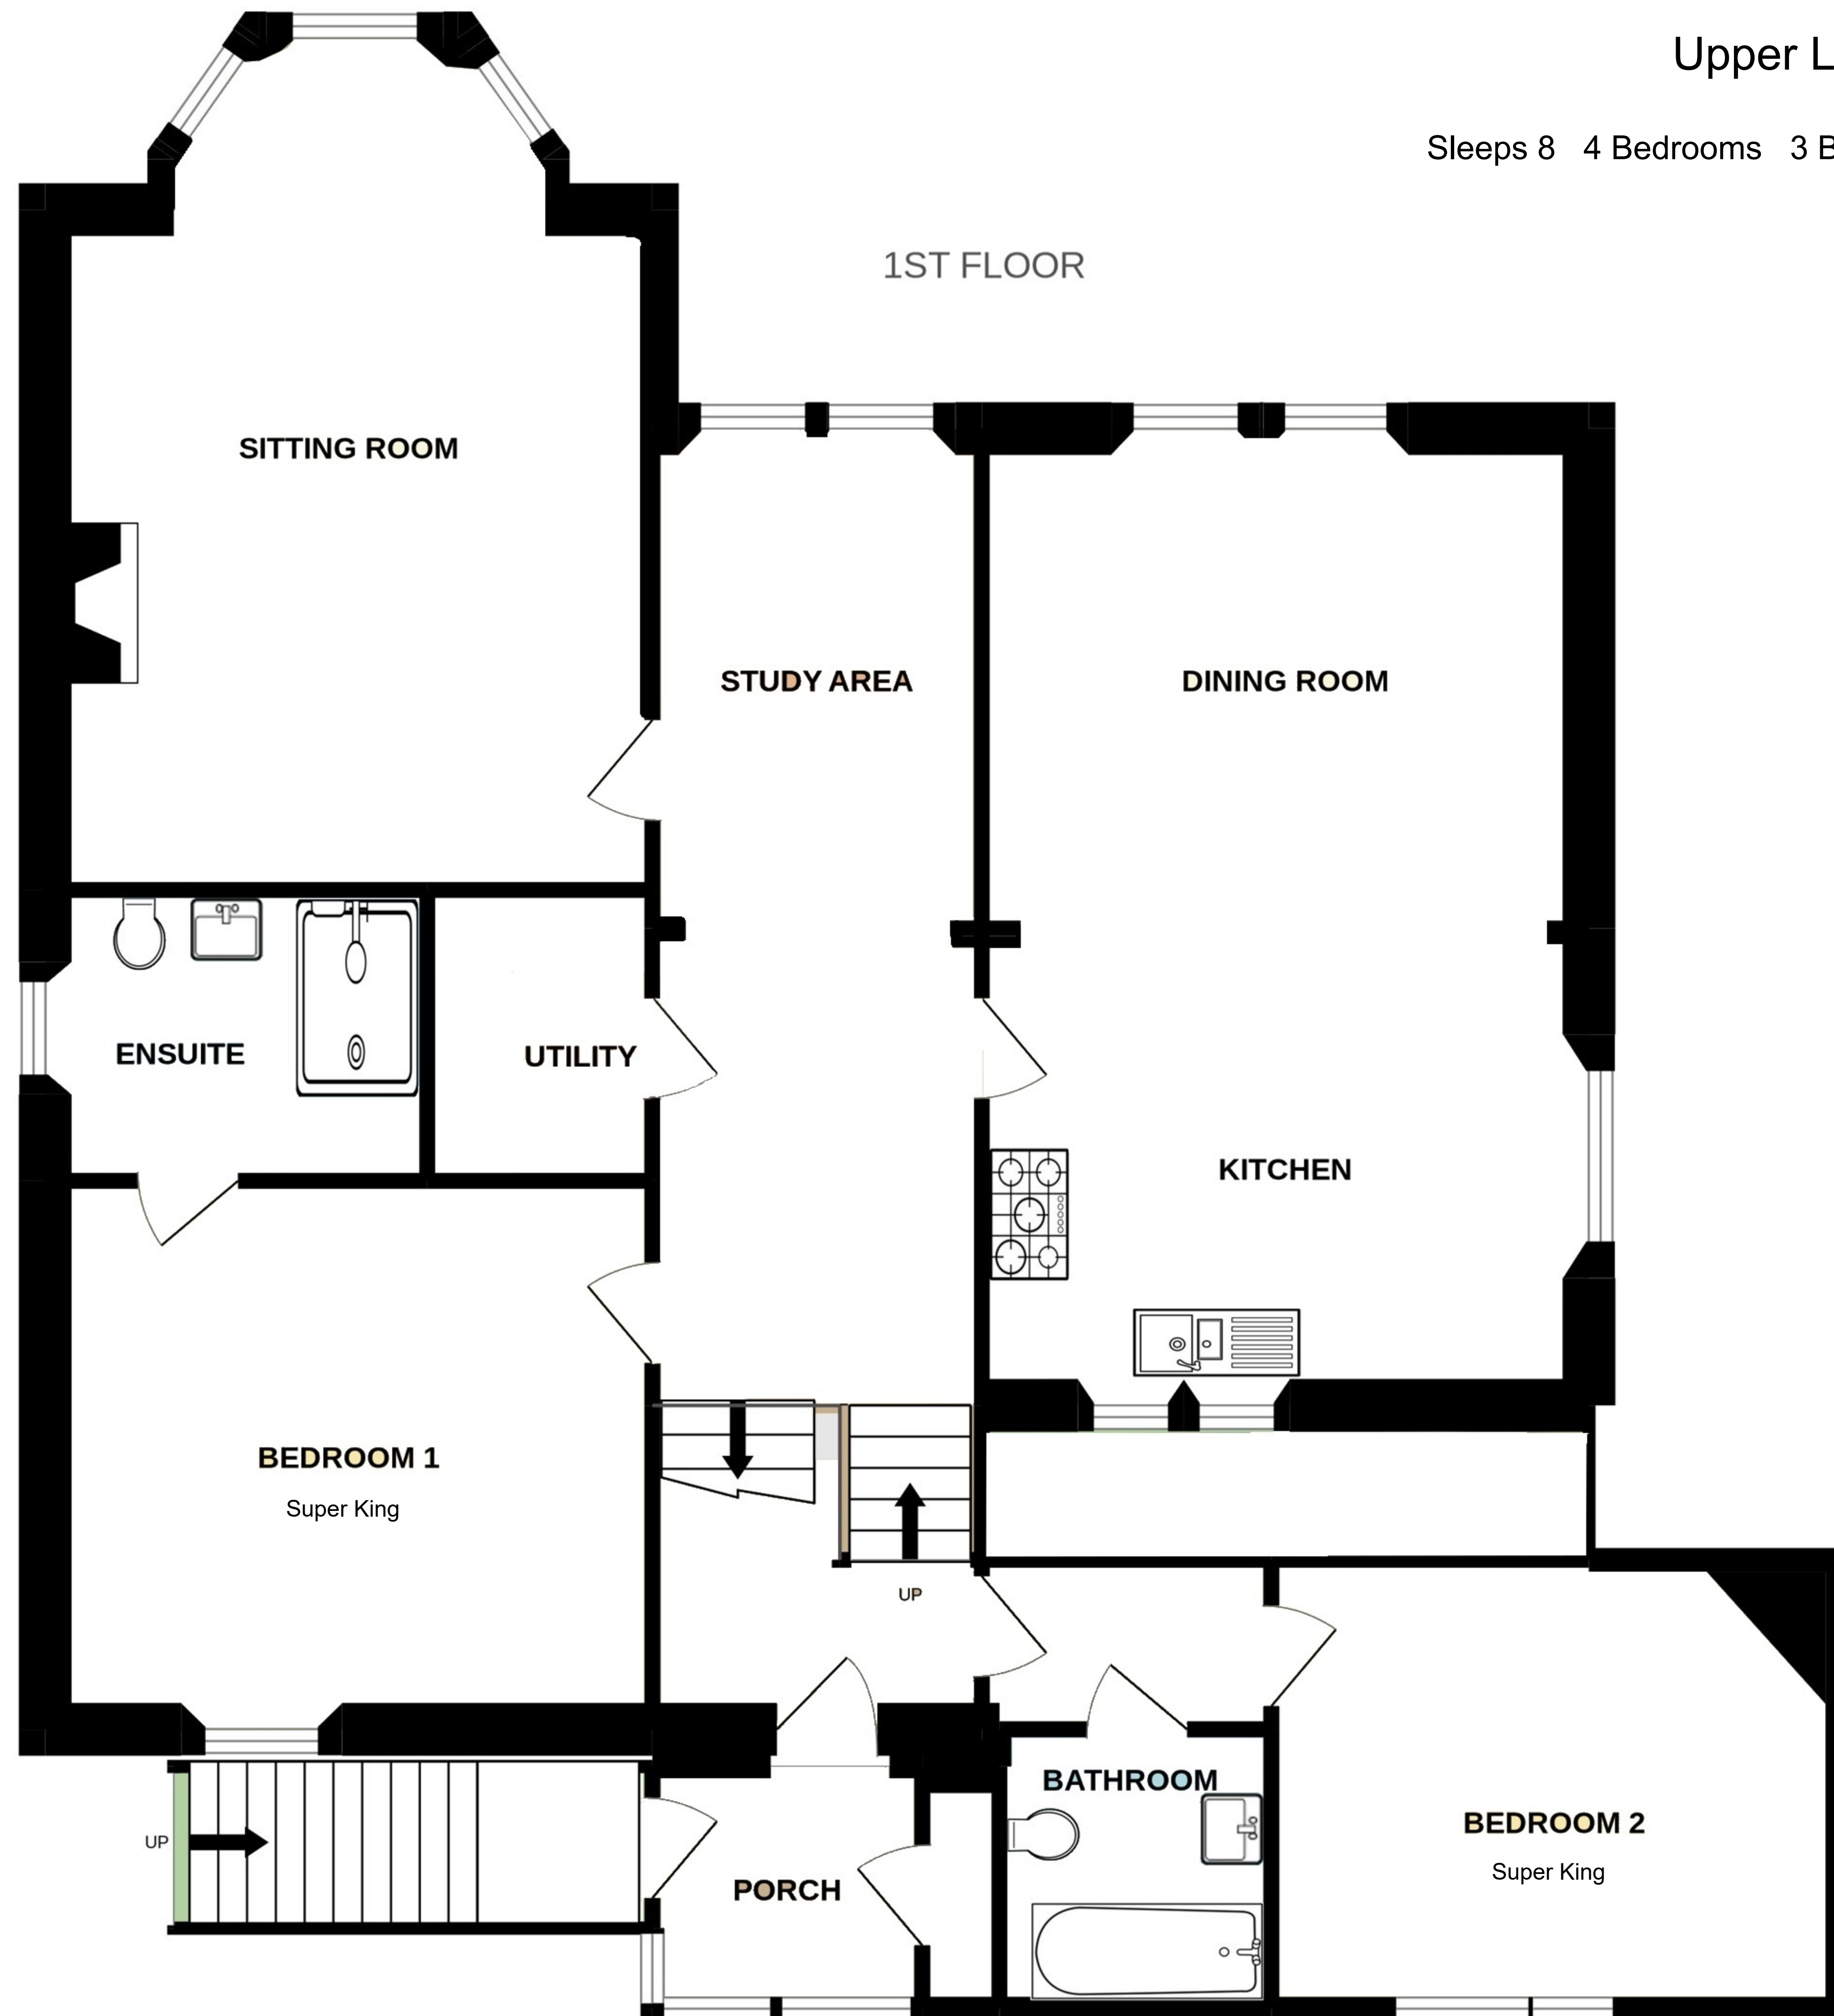 Upper L
Sleeps 8 4 Bedrooms 3 B
1ST FLOOR
SITTING ROOM
STUDY AREA
DINING ROOM
ENSUITE
UTILITY
KITCHEN
BEDROOM 1
Super King
UP
BATHROOM
BEDROOM 2
Super King
UP
PORCH